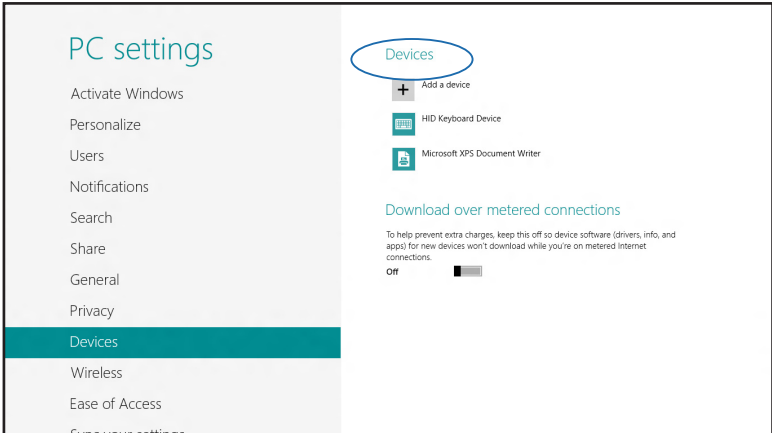 PC settings
Activate Windows
Personalize
Users
Notifications
Search
Share
General
Privacy
Devices
Wireless
Ease of Access
Sync your settings
Devices
Add a device
HID Keyboard Device
Microsoft XPS Document Writer
Download over metered connections
To help prevent extra charges, keep this off so device software (drivers, info, and
apps) for new devices won't download while you're on metered Internet
connections.
Off